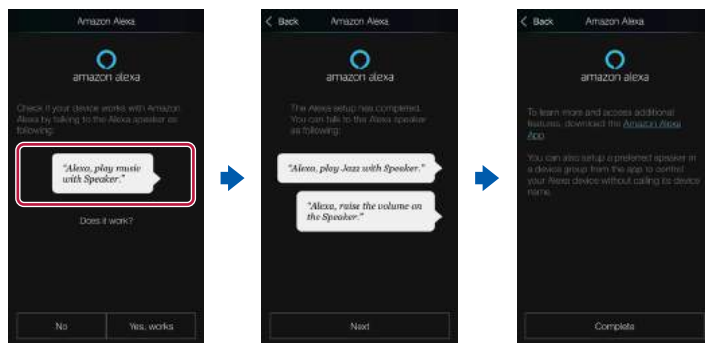 Amazon Alexa
amazon alexa
Check if your device works with Amazon
Alexa by talking to the Alexa speaker as
following:
"Alexa, play music
with Speaker."
Does it work?
No
Yes, works
Back
Amazon Alexa
amazon alexa
The Alexa setup has completed.
You can talk to the Alexa speaker
as following:
"Alexa, play Jazz with Speaker."
"Alexa, raise the volume on
the Speaker."
Next
Back
Amazon Alexa
amazon alexa
To learn more and access additional
features, download the Amazon Alexa
App.
You can also setup a preferred speaker in
a device group from the app to control
your Alexa device without calling its device
name.
Complete